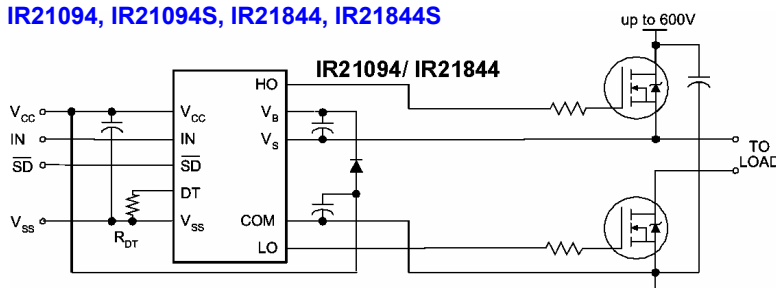 IR21094, IR21094S, IR21844, IR21844S
up to 600V
IR21094/ IR21844
HO
V_CC
V_CC
V_B
IN
IN
V_S
SD
SD
TO
LOAD
DT
V_SS
V_SS
COM
R_DT
LO